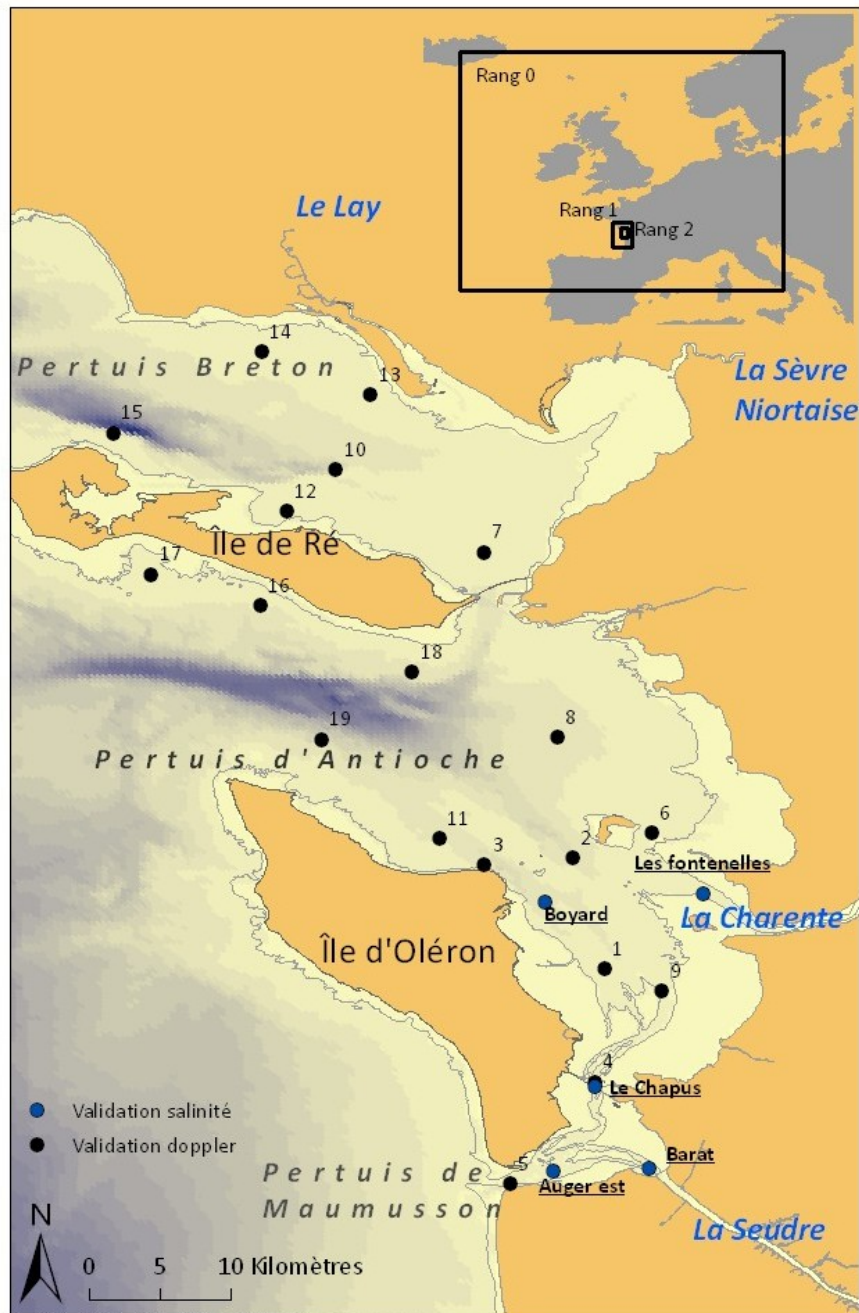 Rang 0
Rang 1
Rang 2
Le Lay
14
Pertuis Breton
13
La Sèvre
Niortaise
15
10
12
Île de Ré
7
17
16
18
19
8
Pertuis d'Antioche
11
3
2
6
Les fontenelles
Boyard
La Charente
Île d'Oléron
1
9
4
Le Chapus
Validation salinité
Validation doppler
Barat
Pertuis de
Maumusson
5
Auger est
La Seudre
N
0 5 10 Kilomètres